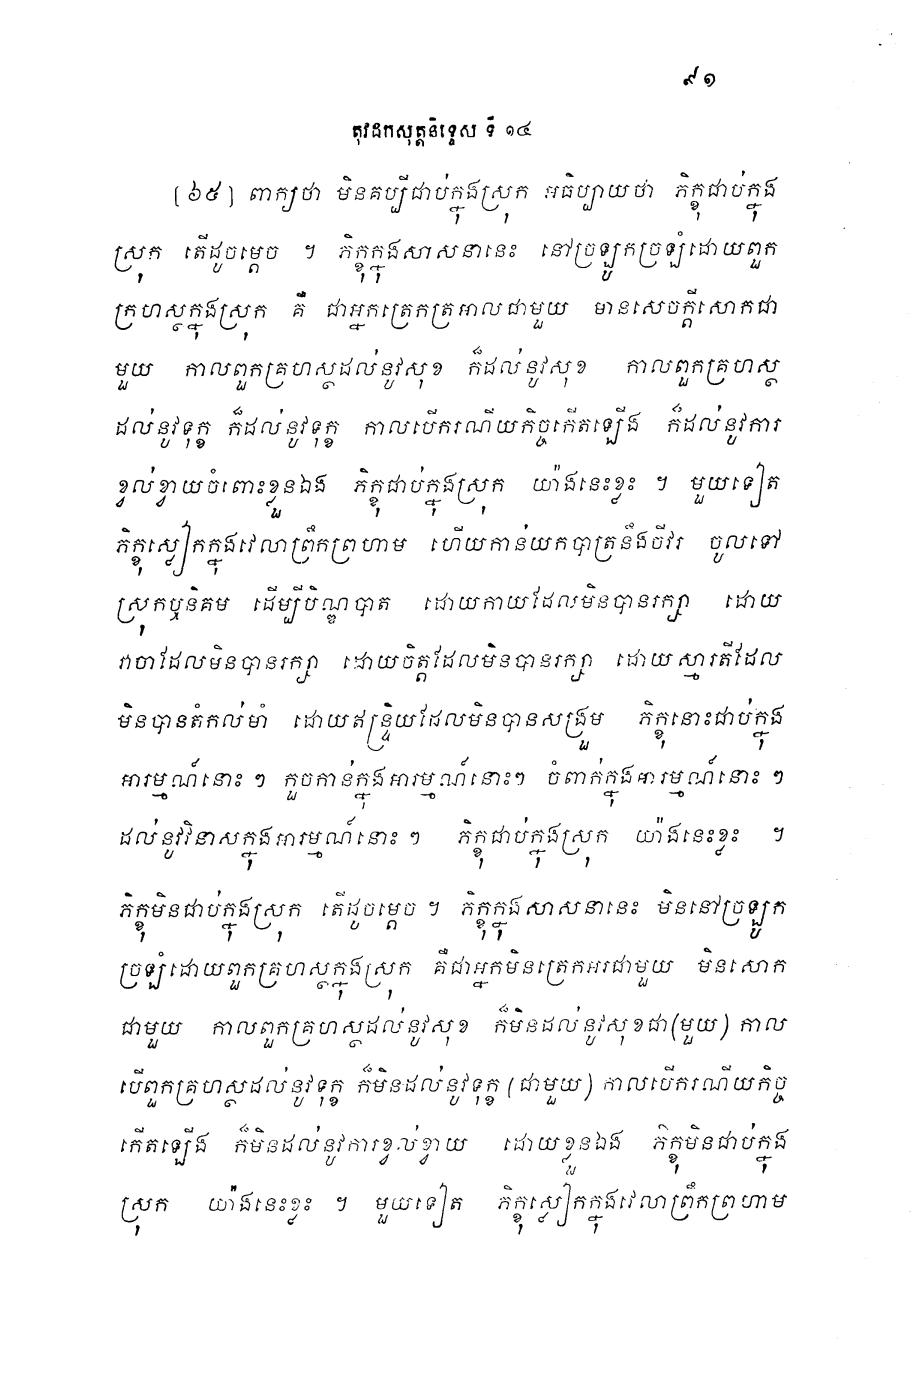 ៩១
តុវដកសុត្តនិទ្ទេស ទី ១៤
(៦៥) ពាក្យថា មិនគប្បីជាប់ក្នុងស្រុក អធិប្បាយថា ភិក្ខុជាប់ក្នុង
ស្រុក តើដូចម្ដេច ។ ភិក្ខុក្នុងសាសនានេះ នៅច្រឡូកច្រឡំដោយពួក
គ្រហស្ថក្នុងស្រុក គឺ ជាអ្នកត្រេកត្រអាលជាមួយ មានសេចក្ដីសោកជា
មួយ កាលពួកគ្រហស្ថដល់នូវសុខ ក៏ដល់នូវសុខ កាលពួកគ្រហស្ថ
ដល់នូវទុក្ខ ក៏ដល់នូវទុក្ខ កាលបើករណីយកិច្ចកើតឡើង ក៏ដល់នូវការ
ខ្វល់ខ្វាយចំពោះខ្លួនឯង ភិក្ខុជាប់ក្នុងស្រុក យ៉ាងនេះខ្លះ ។ មួយទៀត
ភិក្ខុស្លៀកក្នុងវេលាព្រឹកព្រហាម ហើយកាន់យកបាត្រនឹងចីវរ ចូលទៅ
ស្រុកឬនិគម ដើម្បីបិណ្ឌបាត ដោយកាយដែលមិនបានរក្សា ដោយ
វាចាដែលមិនបានរក្សា ដោយចិត្តដែលមិនបានរក្សា ដោយស្មារតីដែល
មិនបានតំកល់មាំ ដោយឥន្ទ្រិយដែលមិនបានសង្រួម ភិក្ខុនោះជាប់ក្នុង
អារម្មណ៍នោះ ៗ កួចកាន់ក្នុងអារម្មណ៍នោះៗ ចំពាក់ក្នុងអារម្មណ៍នោះ ៗ
ដល់នូវវិនាសក្នុងអារម្មណ៍នោះ ៗ ភិក្ខុជាប់ក្នុងស្រុក យ៉ាងនេះខ្លះ ។
ភិក្ខុមិនជាប់ក្នុងស្រុក តើដូចម្ដេច ។ ភិក្ខុក្នុងសាសនានេះ មិននៅច្រឡូក
ច្រឡំដោយពួកគ្រហស្ថក្នុងស្រុក គឺជាអ្នកមិនត្រេកអរជាមួយ មិនសោក
ជាមួយ កាលពួកគ្រហស្ថដល់នូវសុខ ក៏មិនដល់នូវសុខជា(មួយ) កាល
បើពួកគ្រហស្ថដល់នូវទុក្ខ ក៏មិនដល់នូវទុក្ខ (ជាមួយ) កាលបើករណីយកិច្ច
កើតឡើង ក៏មិនដល់នូវការខ្វល់ខ្វាយ ដោយខ្លួនឯង ភិក្ខុមិនជាប់ក្នុង
ស្រុក យ៉ាងនេះខ្លះ ។ មួយទៀត ភិក្ខុស្លៀកក្នុងវេលាព្រឹកព្រហាម